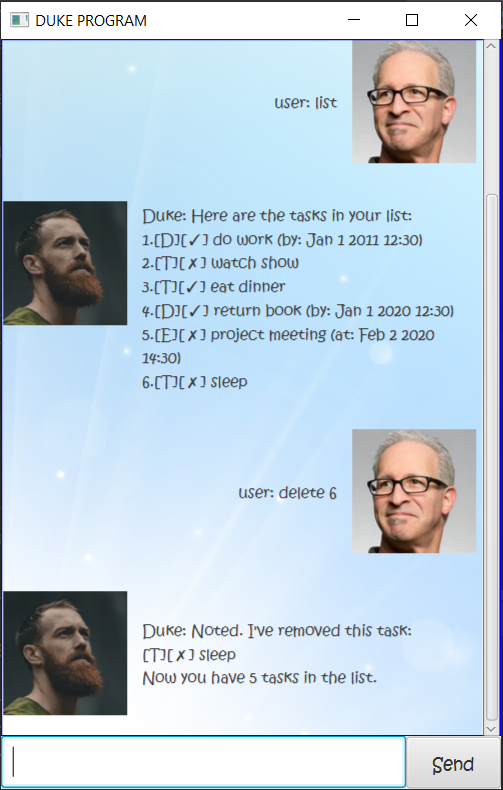 DUKE PROGRAM
user: list
Duke: Here are the tasks in your list:
1.[D][✓] do work (by: Jan 1 2011 12:30)
2.[T][✗] watch show
3.[T][✓] eat dinner
4.[D][✓] return book (by: Jan 1 2020 12:30)
5.[E][✗] project meeting (at: Feb 2 2020
14:30)
6.[T][✗] sleep
user: delete 6
Duke: Noted. I've removed this task:
[T][✗] sleep
Now you have 5 tasks in the list.
Send